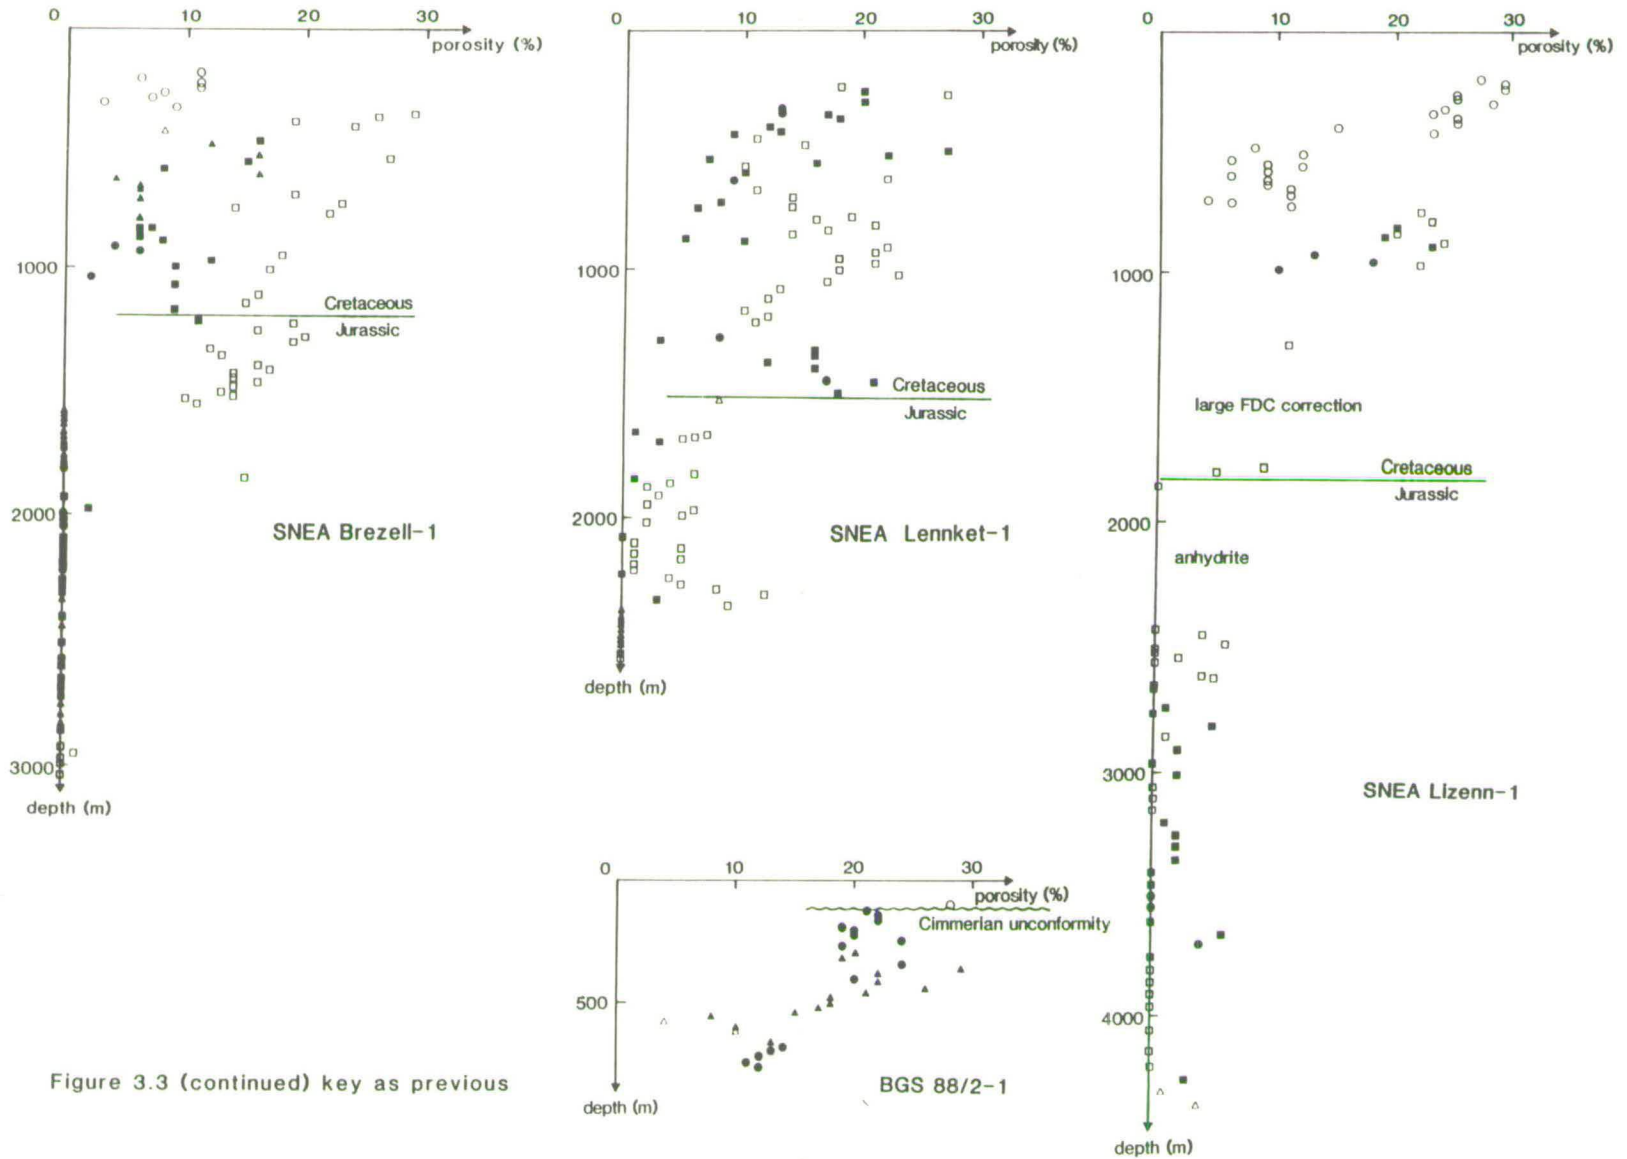 0 10 20 30
porosity (%)
1000
Cretaceous
Jurassic
2000
SNEA Brezell-1
3000
depth (m)
0 10 20 30
porosity (%)
1000
Cretaceous
Jurassic
2000
SNEA Lennket-1
depth (m)
0 10 20 30
porosity (%)
1000
large FDC correction
Cretaceous
Jurassic
2000
anhydrite
3000
SNEA Lizenn-1
4000
depth (m)
0 10 20 30
porosity (%)
Cimmerian unconformity
500
BGS 88/2-1
depth (m)
Figure 3.3 (continued) key as previous